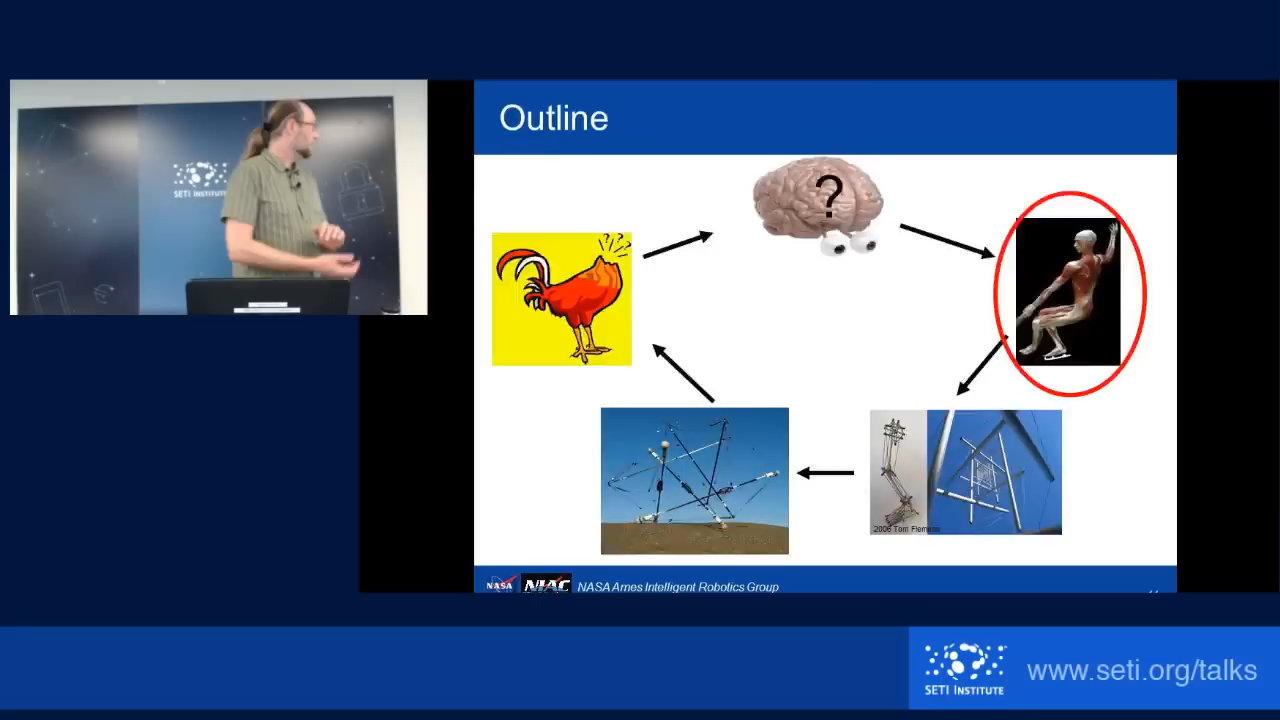 SETI INSTITUTE
Outline
?
2006 Tom Flemons
NASA
NIAC
NASA Ames Intelligent Robotics Group
SETI INSTITUTE
www.seti.org/talks